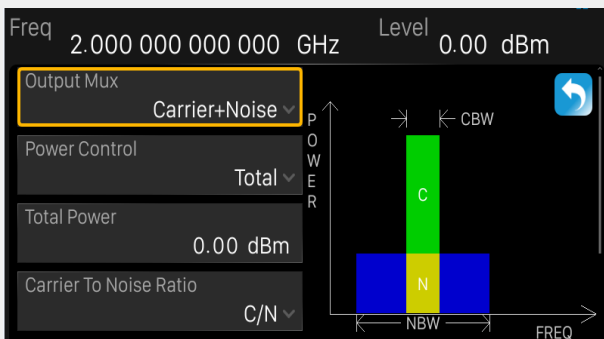 Freq 2.000 000 000 000 GHz Level 0.00 dBm
Output Mux
Carrier+Noise
Power Control
Total
Total Power
0.00 dBm
Carrier To Noise Ratio
C/N
POWER
CBW
C
N
NBW
FREQ